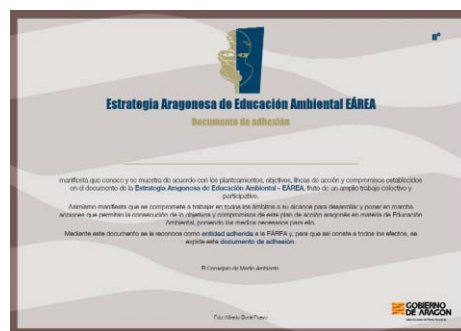 nº
Estrategia Aragonesa de Educación Ambiental EÁREA
Documento de adhesión
manifiesta que conoce y se muestra de acuerdo con los planteamientos, objetivos, líneas de acción y compromisos establecidos
en el documento de la Estrategia Aragonesa de Educación Ambiental - EÁREA, fruto de un amplio trabajo colectivo y
participativo.
Asimismo manifiesta que se compromete a trabajar en todos los ámbitos a su alcance para desarrollar y poner en marcha
acciones que permitan la consecución de lo objetivos y compromisos de este plan de acción aragonés en materia de Educación
Ambiental, poniendo los medios necesarios para ello.
Mediante este documento se le reconoce como entidad adherida a la EÁREA y, para que así conste a todos los efectos, se
expide este documento de adhesión.
El Consejero de Medio Ambiente
Fdo: Alfredo Boné Pueyo
GOBIERNO
DE ARAGON